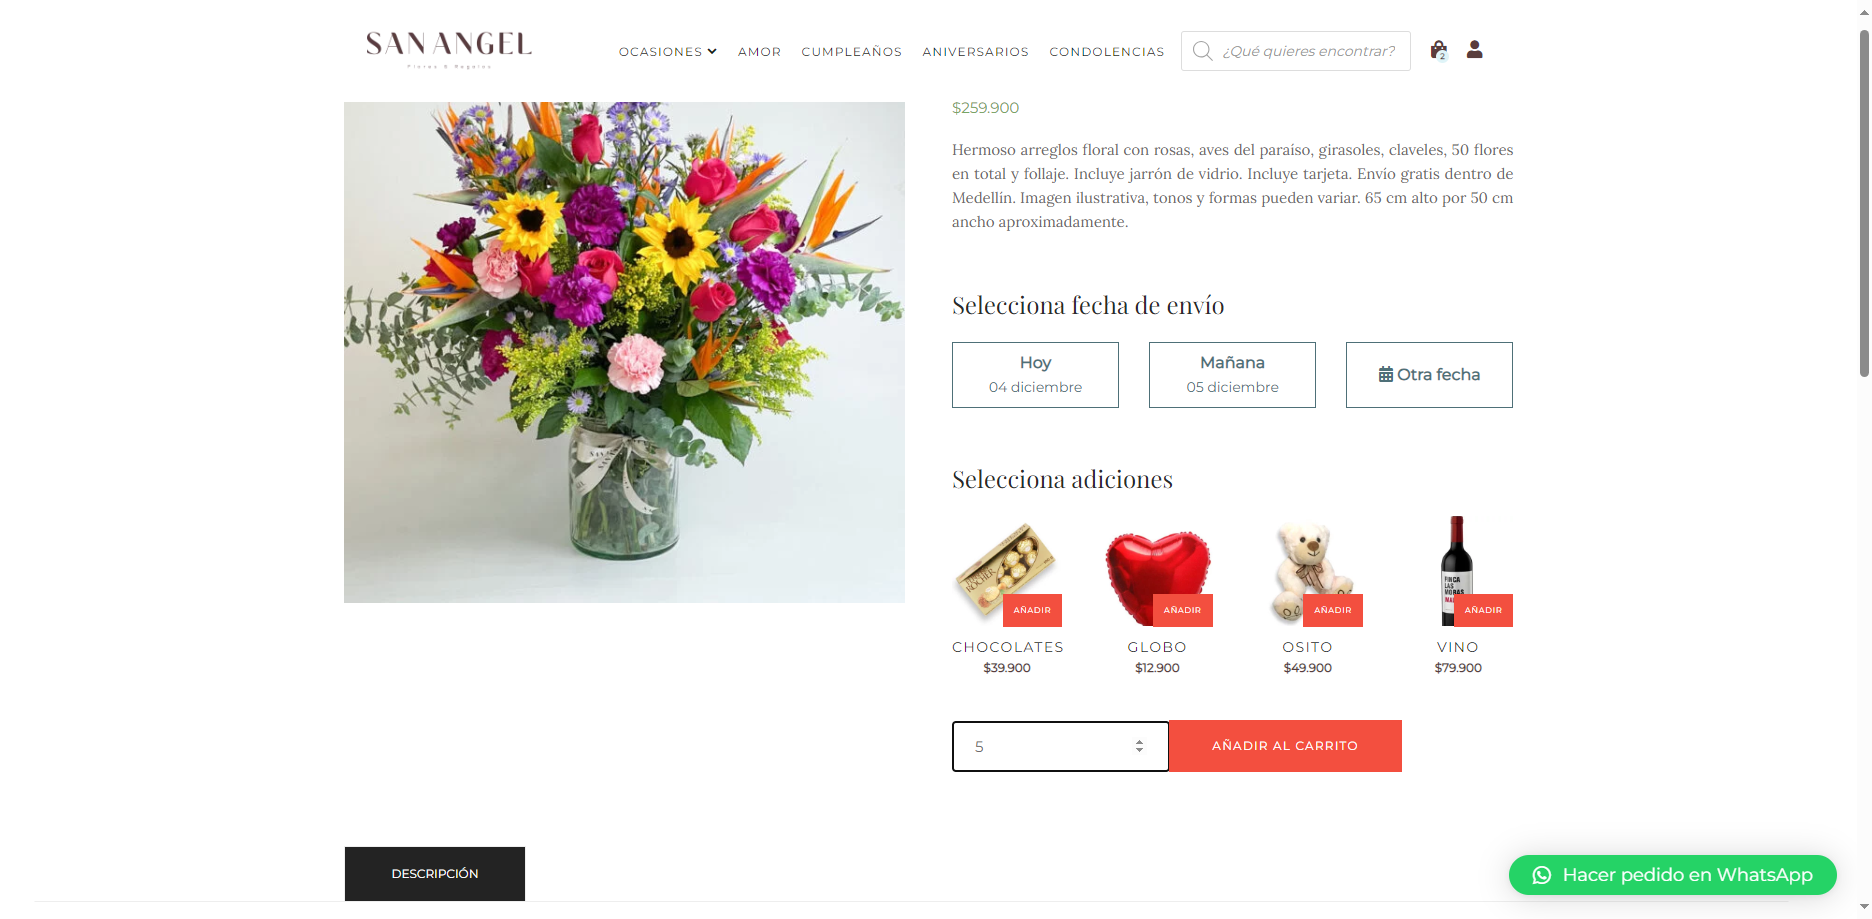 SAN ANGEL
Flores & Regalos
OCASIONES
AMOR
CUMPLEAÑOS
ANIVERSARIOS
CONDOLENCIAS
¿Qué quieres encontrar?
2
$259.900
Hermoso arreglos floral con rosas, aves del paraíso, girasoles, claveles, 50 flores
en total y follaje. Incluye jarrón de vidrio. Incluye tarjeta. Envío gratis dentro de
Medellín. Imagen ilustrativa, tonos y formas pueden variar. 65 cm alto por 50 cm
ancho aproximadamente.
Selecciona fecha de envío
Hoy
04 diciembre
Mañana
05 diciembre
Otra fecha
Selecciona adiciones
ROCHER
FINCA
LAS
MORAS
AÑADIR
AÑADIR
AÑADIR
AÑADIR
CHOCOLATES
$39.900
GLOBO
$12.900
OSITO
$49.900
VINO
$79.900
5
AÑADIR AL CARRITO
DESCRIPCIÓN
Hacer pedido en WhatsApp